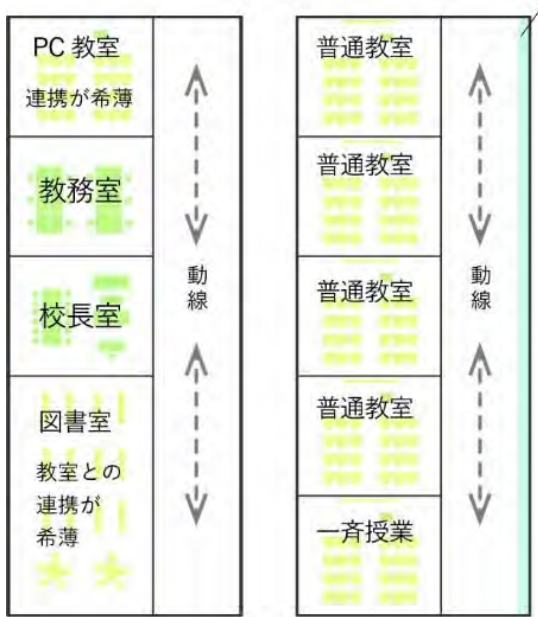 PC 教室
連携が希薄
教務室
校長室
図書室
教室との
連携が
希薄
動線
普通教室
普通教室
普通教室
普通教室
一斉授業
動線